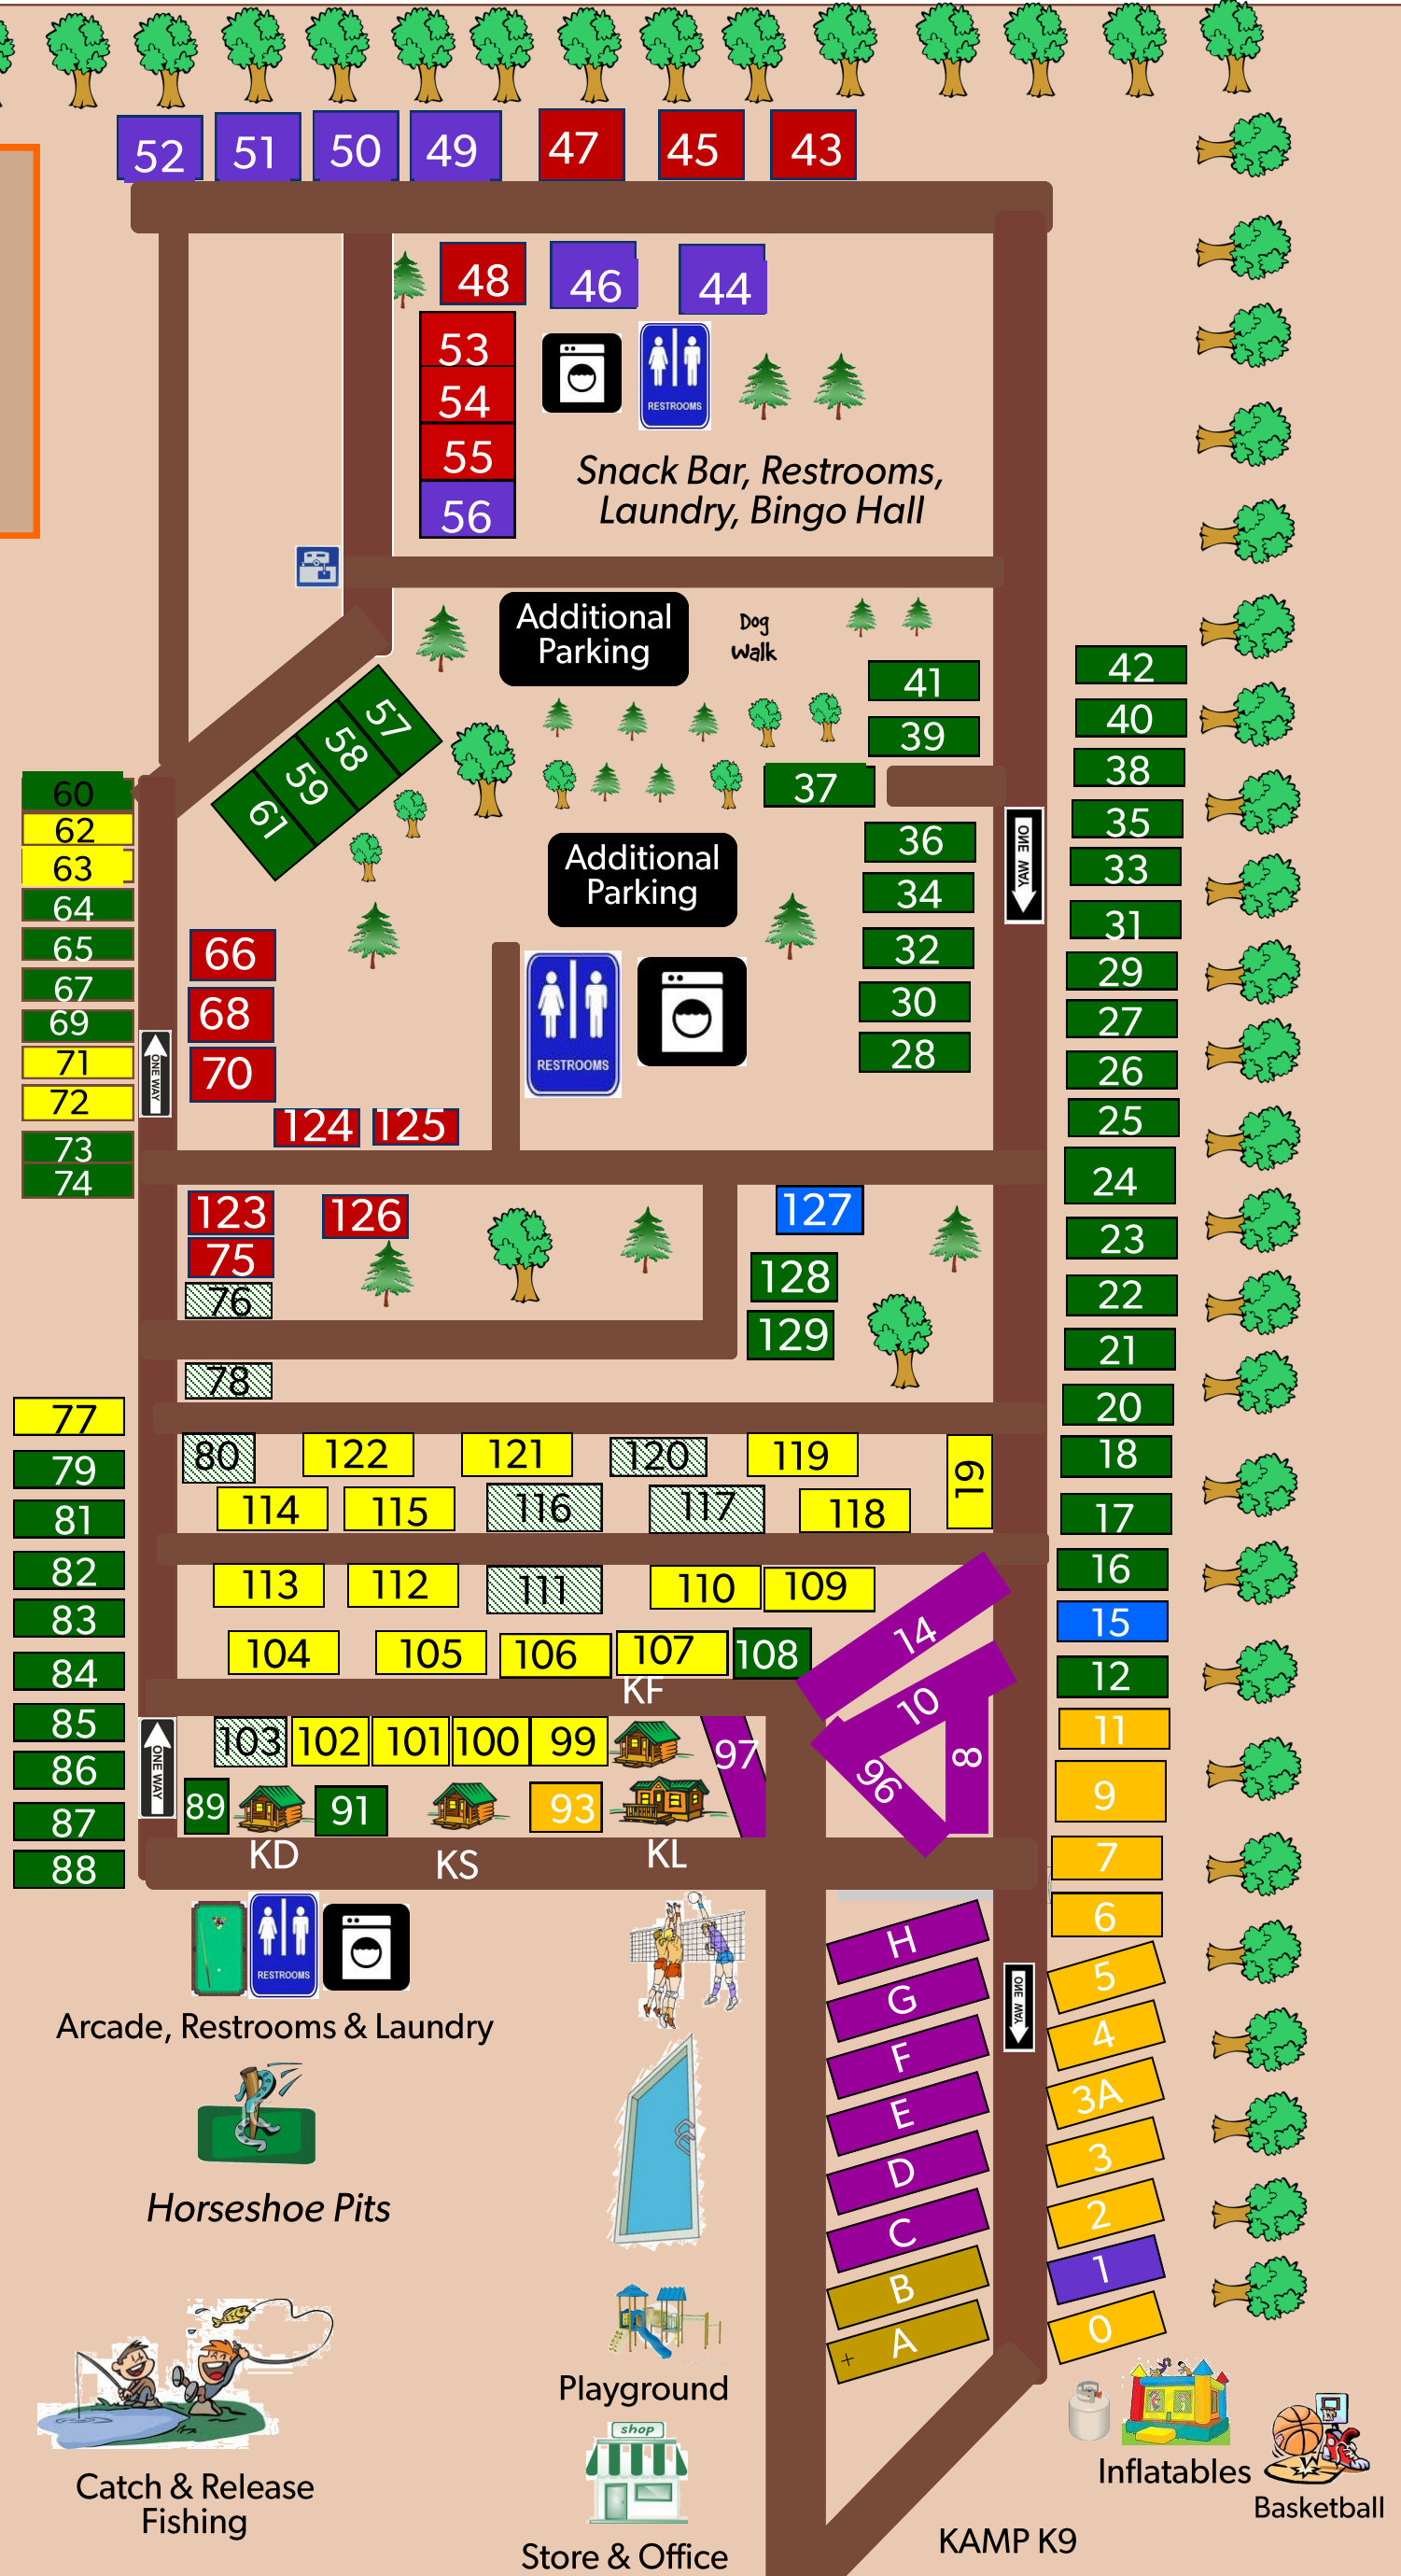 52 51 50 49 47 45 43
48 46 44
53
54
55
56
RESTROOMS
Snack Bar, Restrooms,
Laundry, Bingo Hall
Additional
Parking
Dog
Walk
57
58
59
61
41
39
37
36
34
32
30
28
42
40
38
35
33
31
29
27
26
25
24
23
22
21
20
18
17
16
15
12
11
9
7
6
5
4
3A
3
2
1
0
ONE WAY
60
62
63
64
65
67
69
71
72
73
74
ONE WAY
Additional
Parking
66
68
70
124 125
RESTROOMS
123 126
75
76
78
127
128
129
77
79
81
82
83
84
85
86
87
88
80 122 121 120 119 19
114 115 116 117 118
113 112 111 110 109
104 105 106 107 108
KF
14
10
8
96
97
103 102 101 100 99
89 91 93
KD KS KL
ONE WAY
RESTROOMS
Arcade, Restrooms & Laundry
Horseshoe Pits
Catch & Release
Fishing
Playground
shop
Store & Office
H
G
F
E
D
C
B
+ A
ONE WAY
Inflatables
Basketball
KAMP K9